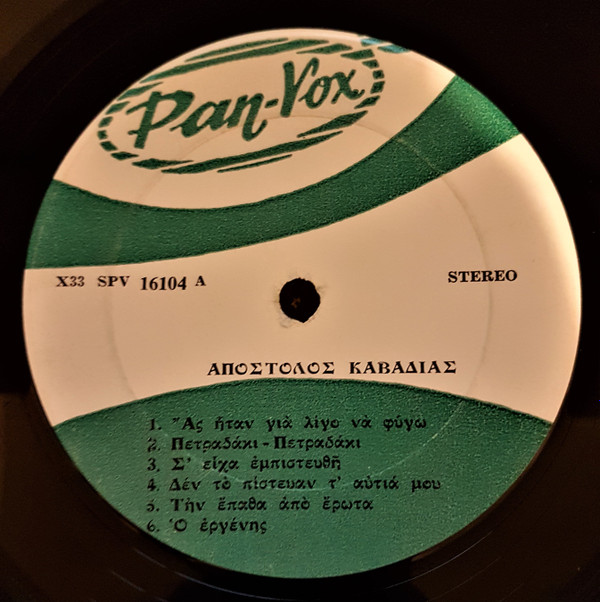 Pan-Vox
X33 SPV 16104 A
STEREO
ΑΠΟΣΤΟΛΟΣ ΚΑΒΑΔΙΑΣ
1. Ἄς ἦταν γιὰ λίγο νὰ φύγω
2. Πετραδάκι - Πετραδάκι
3. Σ' εἶχα ἐμπιστευθῆ
4. Δέν τὸ πίστευαν τ' αὐτιά μου
5. Τὴν ἔπαθα ἀπὸ ἔρωτα
6. Ὁ ἐργένης